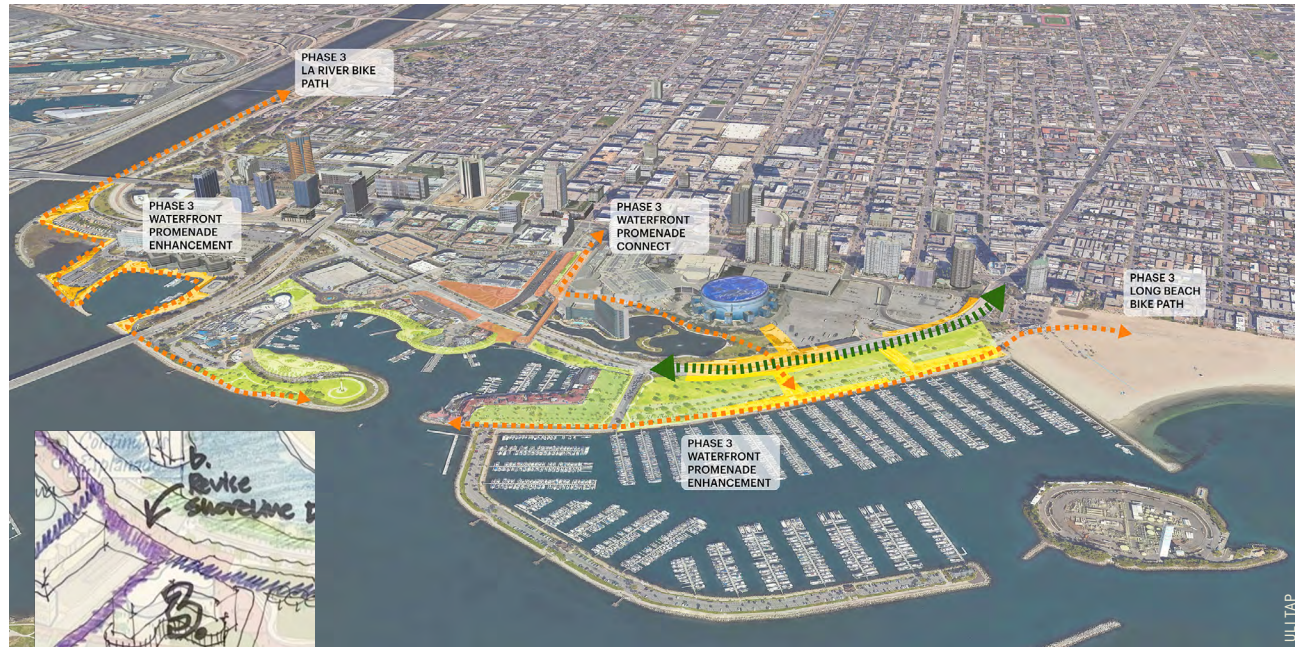 PHASE 3
LA RIVER BIKE
PATH
PHASE 3
WATERFRONT
PROMENADE
ENHANCEMENT
PHASE 3
WATERFRONT
PROMENADE
CONNECT
PHASE 3
LONG BEACH
BIKE PATH
PHASE 3
WATERFRONT
PROMENADE
ENHANCEMENT
b.
Revise
Shoreline D
3.
ULI TAP